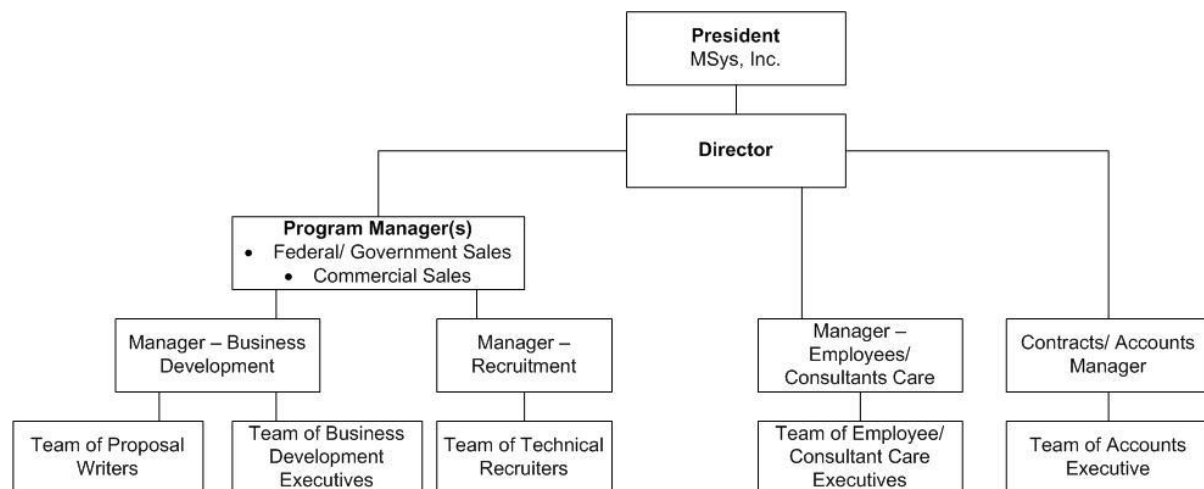 President
MSys, Inc.
Director
Program Manager(s)
• Federal/ Government Sales
• Commercial Sales
Manager – Business
Development
Manager –
Recruitment
Manager –
Employees/
Consultants Care
Contracts/ Accounts
Manager
Team of Proposal
Writers
Team of Business
Development
Executives
Team of Technical
Recruiters
Team of Employee/
Consultant Care
Executives
Team of Accounts
Executive